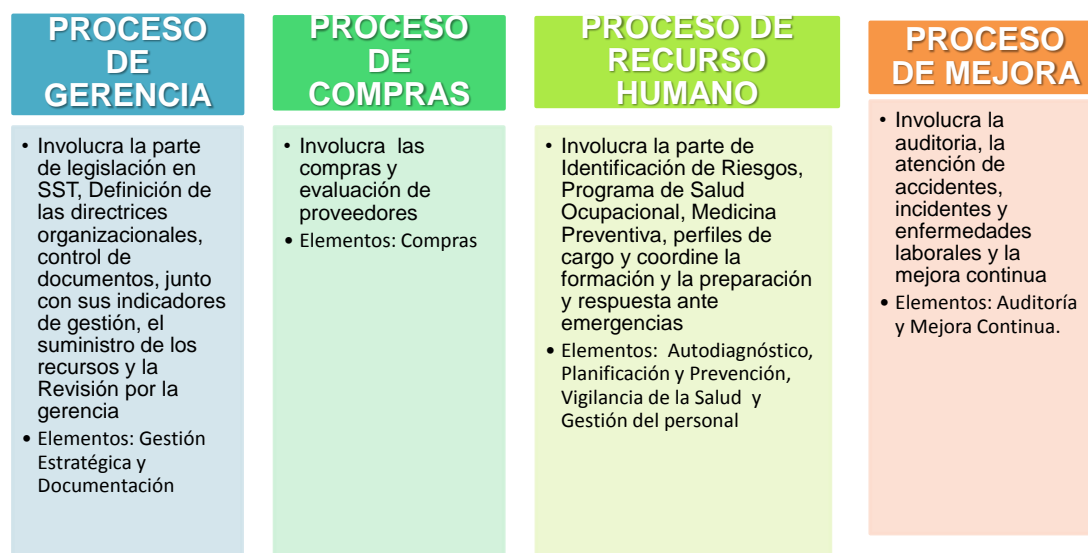 PROCESO
DE
GERENCIA
• Involucra la parte
de legislación en
SST, Definición de
las directrices
organizacionales,
control de
documentos, junto
con sus indicadores
de gestión, el
suministro de los
recursos y la
Revisión por la
gerencia
• Elementos: Gestión
Estratégica y
Documentación
PROCESO
DE
COMPRAS
• Involucra las
compras y
evaluación de
proveedores
• Elementos: Compras
PROCESO DE
RECURSO
HUMANO
• Involucra la parte de
Identificación de Riesgos,
Programa de Salud
Ocupacional, Medicina
Preventiva, perfiles de
cargo y coordine la
formación y la preparación
y respuesta ante
emergencias
• Elementos: Autodiagnóstico,
Planificación y Prevención,
Vigilancia de la Salud y
Gestión del personal
PROCESO
DE MEJORA
• Involucra la
auditoria, la
atención de
accidentes,
incidentes y
enfermedades
laborales y la
mejora continua
• Elementos: Auditoría
y Mejora Continua.